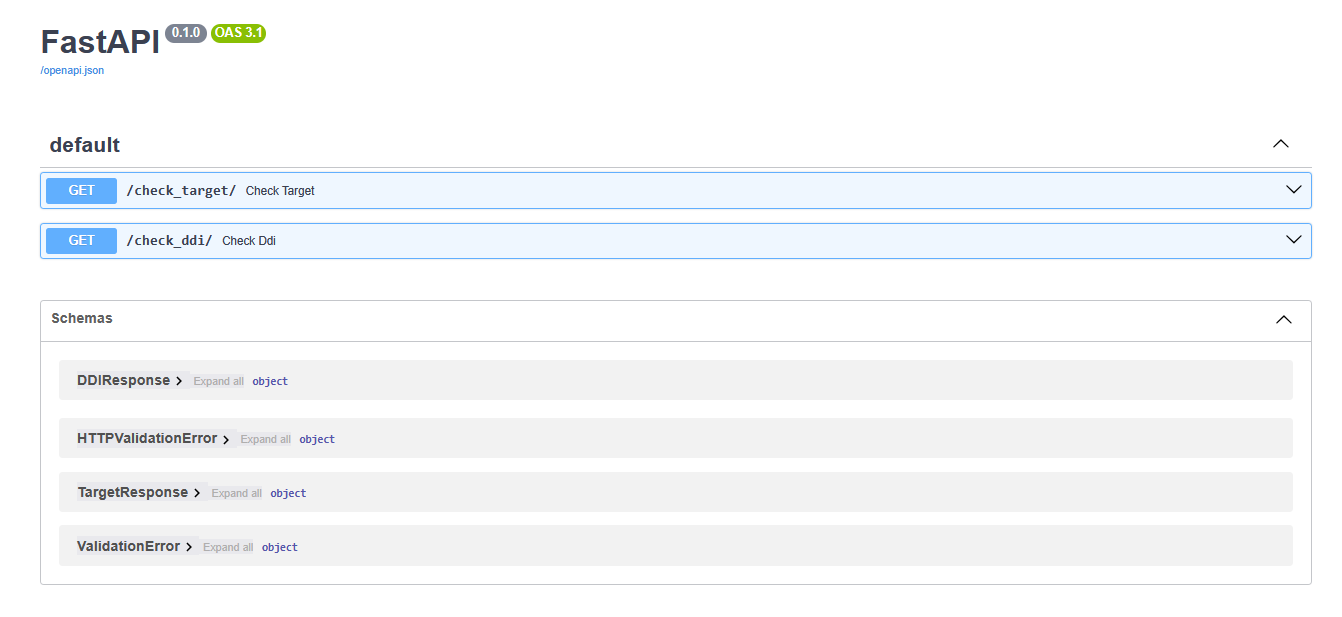 FastAPI 0.1.0 OAS 3.1
/openapi.json
default
GET /check_target/ Check Target
GET /check_ddi/ Check Ddi
Schemas
DDIResponse Expand all object
HTTPValidationError Expand all object
TargetResponse Expand all object
ValidationError Expand all object